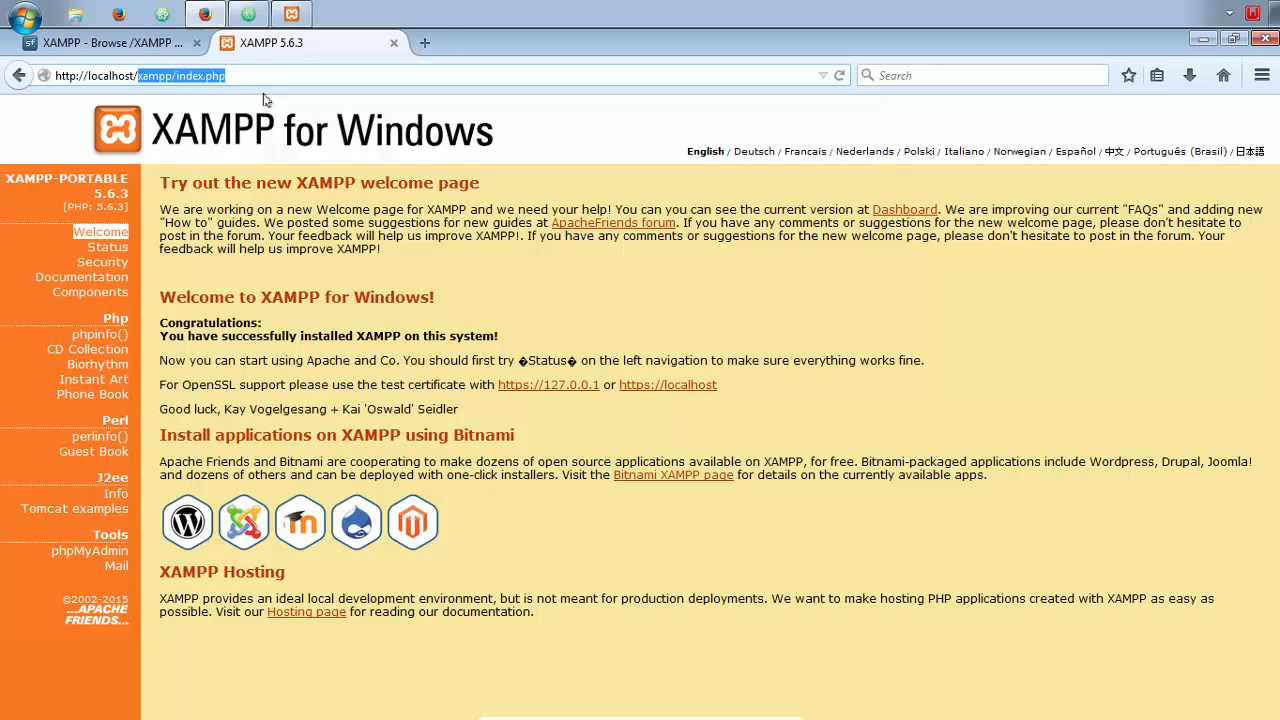 XAMPP - Browse /XAMPP ...
XAMPP 5.6.3
http://localhost/xampp/index.php
Search
XAMPP for Windows
English / Deutsch / Francais / Nederlands / Polski / Italiano / Norwegian / Español / 中文 / Português (Brasil) / 日本語
XAMPP-PORTABLE
5.6.3
[PHP: 5.6.3]
Welcome
Status
Security
Documentation
Components
Php
phpinfo()
CD Collection
Biorhythm
Instant Art
Phone Book
Perl
perlinfo()
Guest Book
J2ee
Info
Tomcat examples
Tools
phpMyAdmin
Mail
©2002-2015
...APACHE
FRIENDS...
Try out the new XAMPP welcome page
We are working on a new Welcome page for XAMPP and we need your help! You can you can see the current version at Dashboard. We are improving our current "FAQs" and adding new
"How to" guides. We posted some suggestions for new guides at ApacheFriends forum. If you have any comments or suggestions for the new welcome page, please don't hesitate to
post in the forum. Your feedback will help us improve XAMPP!. If you have any comments or suggestions for the new welcome page, please don't hesitate to post in the forum. Your
feedback will help us improve XAMPP!
Welcome to XAMPP for Windows!
Congratulations:
You have successfully installed XAMPP on this system!
Now you can start using Apache and Co. You should first try �Status� on the left navigation to make sure everything works fine.
For OpenSSL support please use the test certificate with https://127.0.0.1 or https://localhost
Good luck, Kay Vogelgesang + Kai 'Oswald' Seidler
Install applications on XAMPP using Bitnami
Apache Friends and Bitnami are cooperating to make dozens of open source applications available on XAMPP, for free. Bitnami-packaged applications include Wordpress, Drupal, Joomla!
and dozens of others and can be deployed with one-click installers. Visit the Bitnami XAMPP page for details on the currently available apps.
XAMPP Hosting
XAMPP provides an ideal local development environment, but is not meant for production deployments. We want to make hosting PHP applications created with XAMPP as easy as
possible. Visit our Hosting page for reading our documentation.